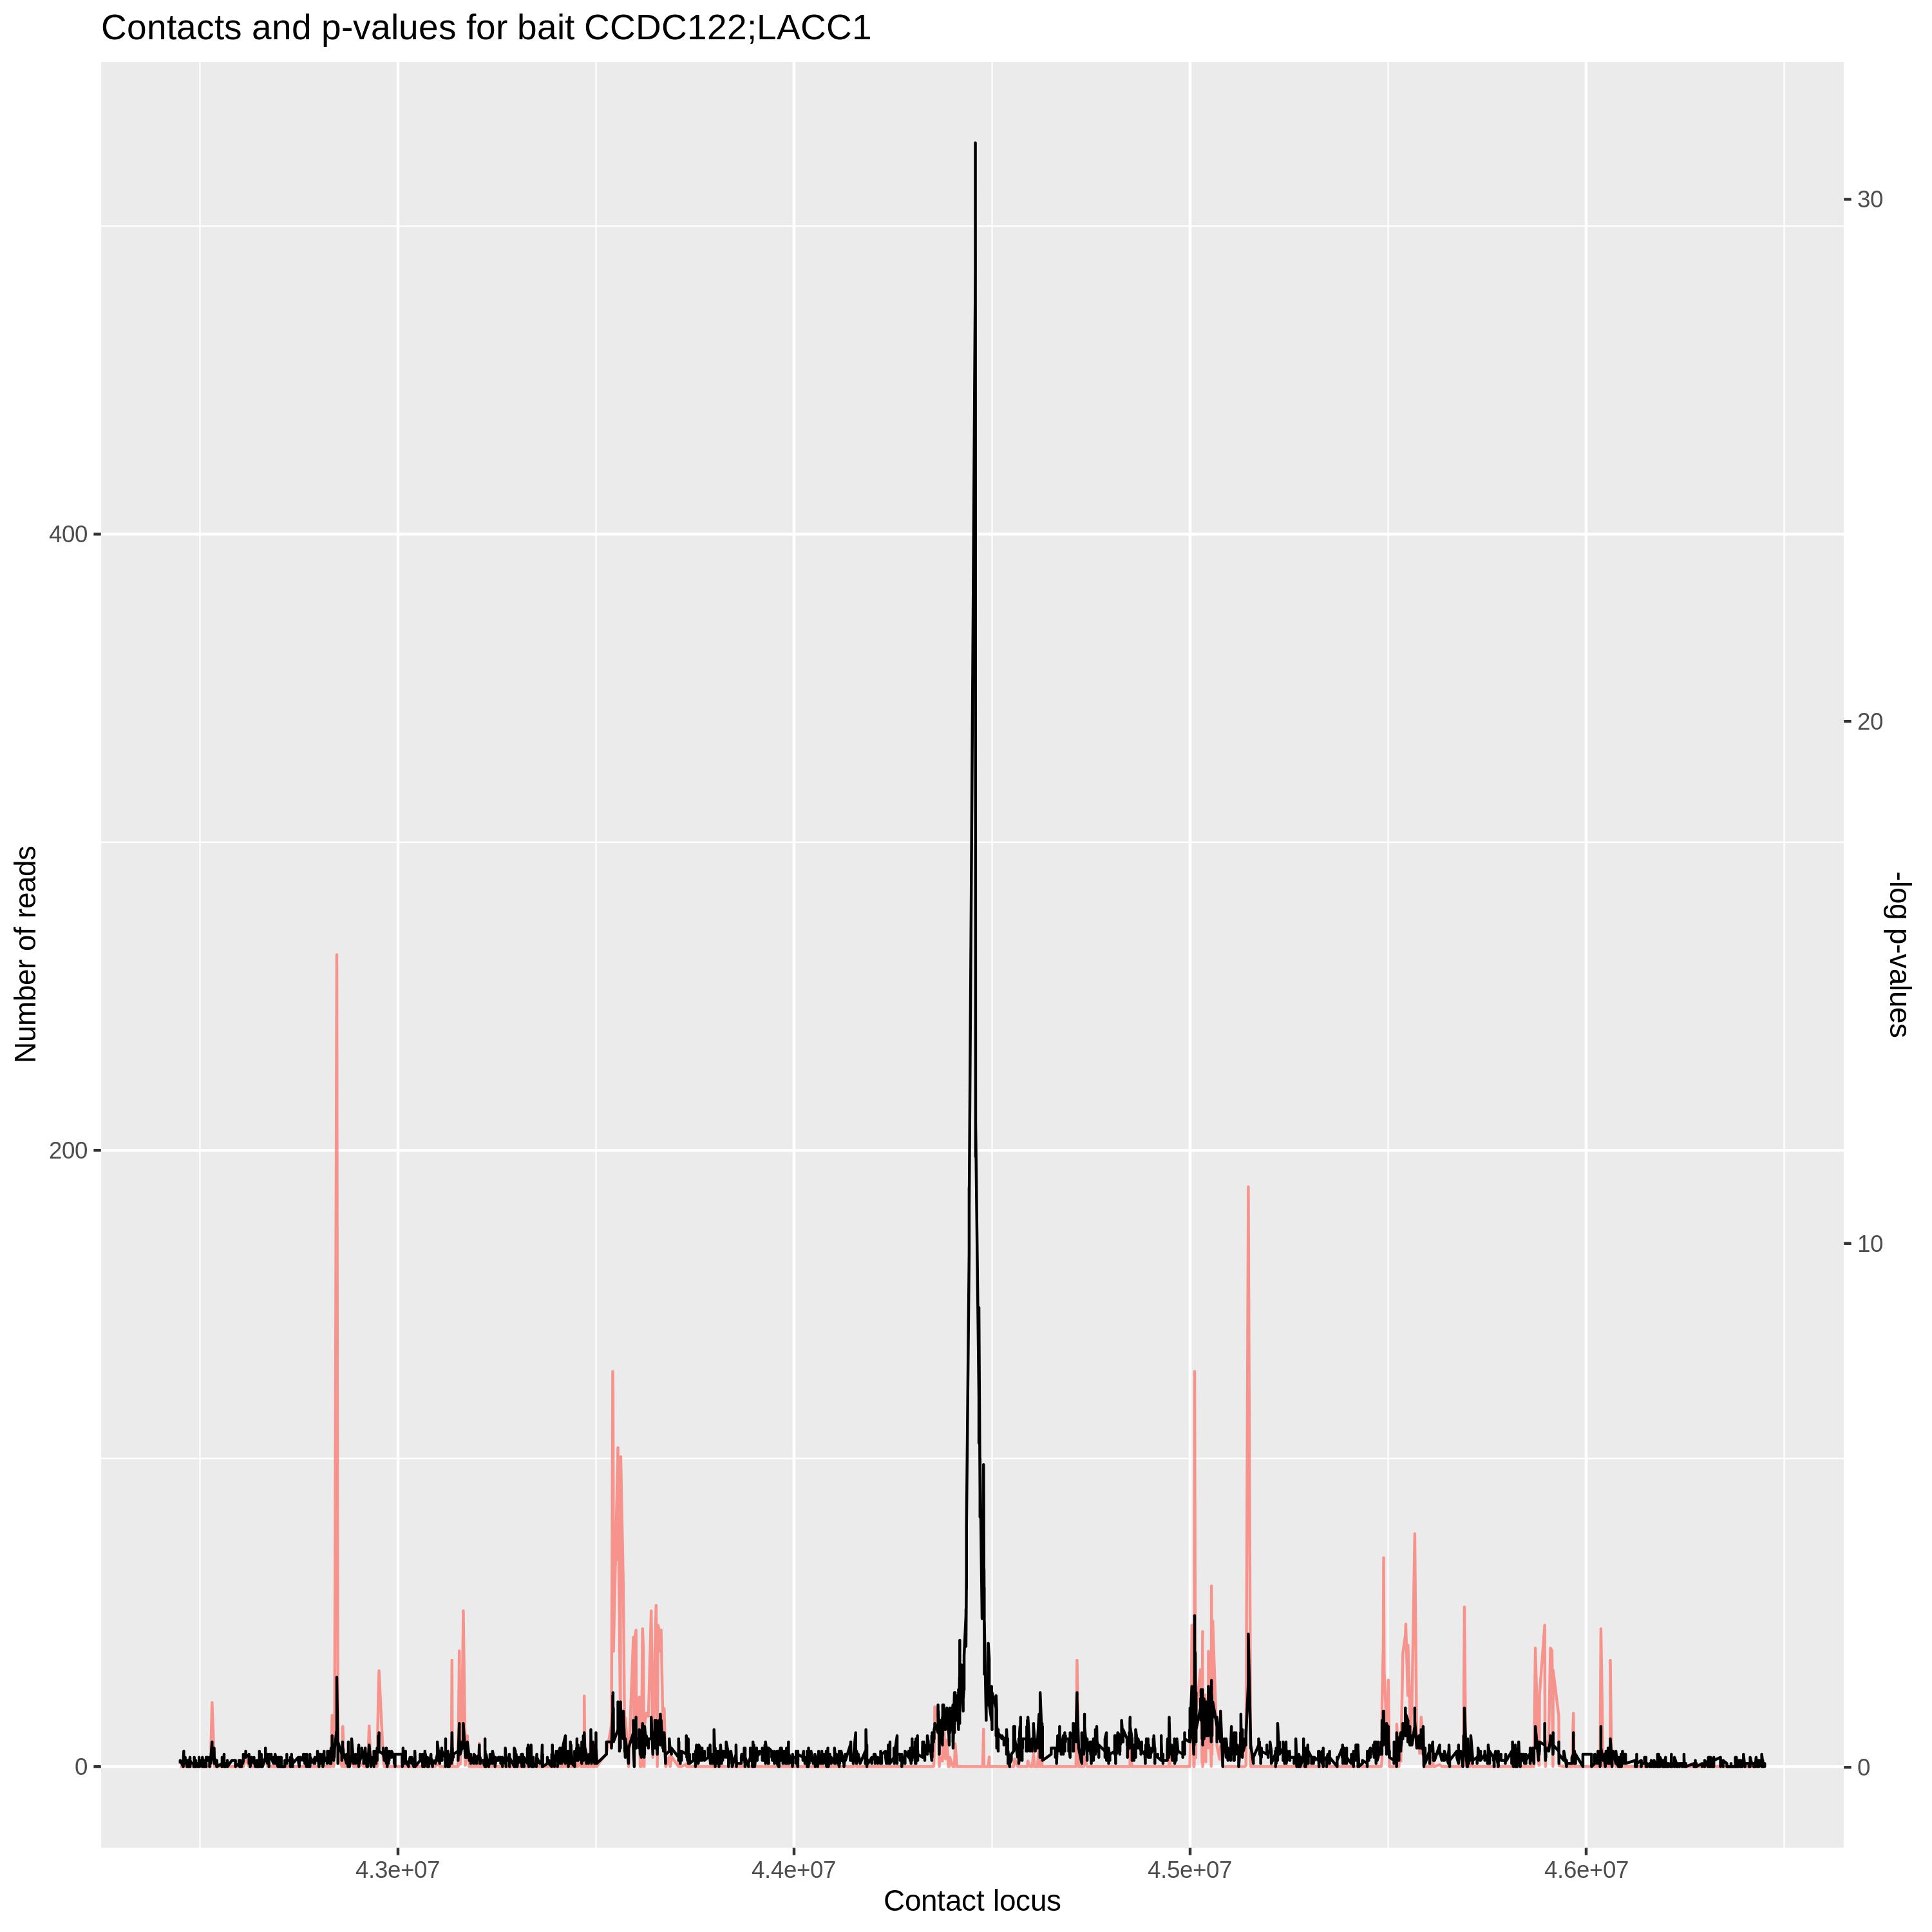 Contacts and p-values for bait CCDC122;LACC1
30
400
20
Number of reads
-log p-values
200
10
0
0
4.3e+07
4.4e+07
4.5e+07
4.6e+07
Contact locus